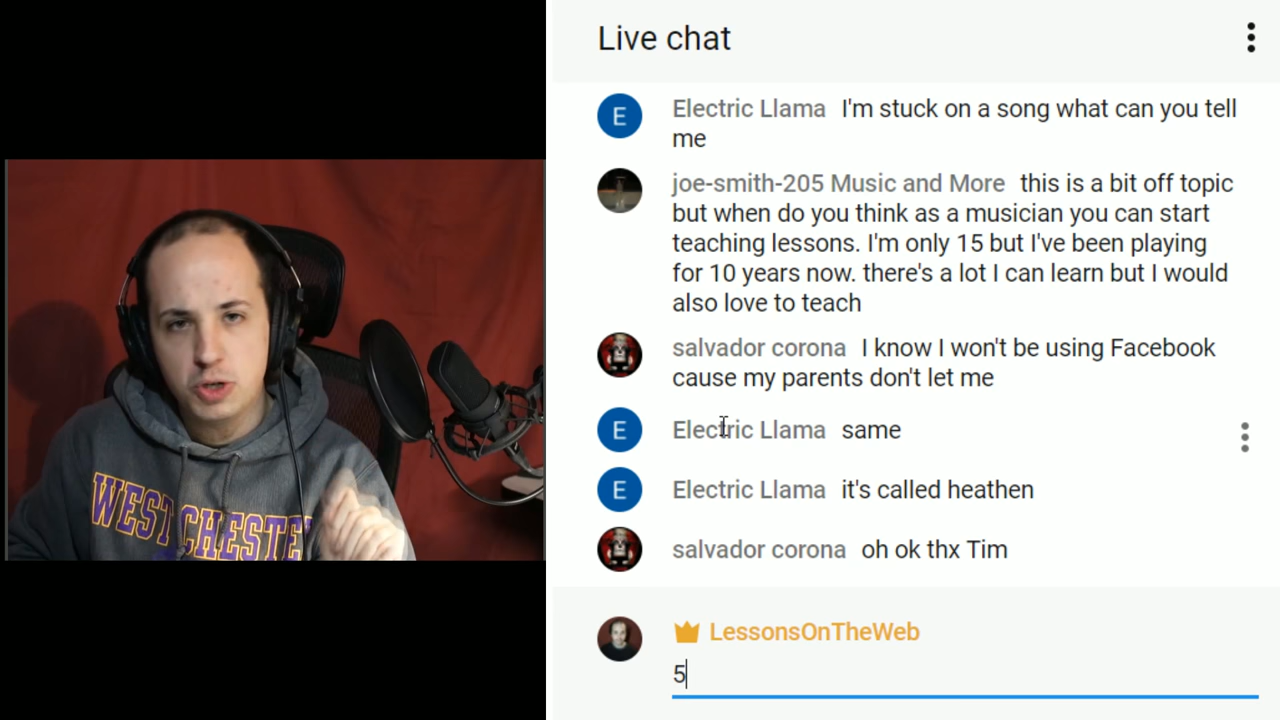 Live chat
E Electric Llama I'm stuck on a song what can you tell
me
joe-smith-205 Music and More this is a bit off topic
but when do you think as a musician you can start
teaching lessons. I'm only 15 but I've been playing
for 10 years now. there's a lot I can learn but I would
also love to teach
salvador corona I know I won't be using Facebook
cause my parents don't let me
E Electric Llama same
E Electric Llama it's called heathen
salvador corona oh ok thx Tim
LessonsOnTheWeb
5
WEST CHESTE